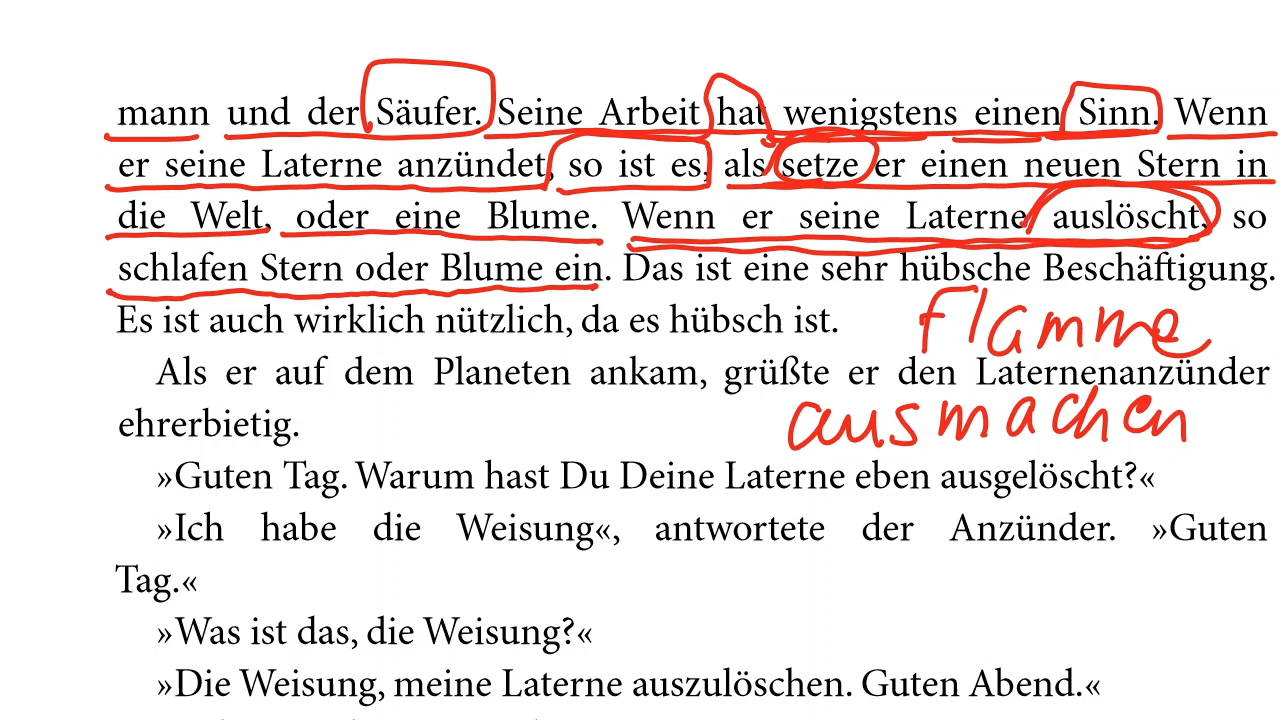 mann und der Säufer. Seine Arbeit hat wenigstens einen Sinn. Wenn
er seine Laterne anzündet, so ist es, als setze er einen neuen Stern in
die Welt, oder eine Blume. Wenn er seine Laterne auslöscht, so
schlafen Stern oder Blume ein. Das ist eine sehr hübsche Beschäftigung.
Es ist auch wirklich nützlich, da es hübsch ist.
Flamme
Als er auf dem Planeten ankam, grüßte er den Laternenanzünder
ehrerbietig.
ausmachen
»Guten Tag. Warum hast Du Deine Laterne eben ausgelöscht?«
»Ich habe die Weisung«, antwortete der Anzünder. »Guten
Tag.«
»Was ist das, die Weisung?«
»Die Weisung, meine Laterne auszulöschen. Guten Abend.«